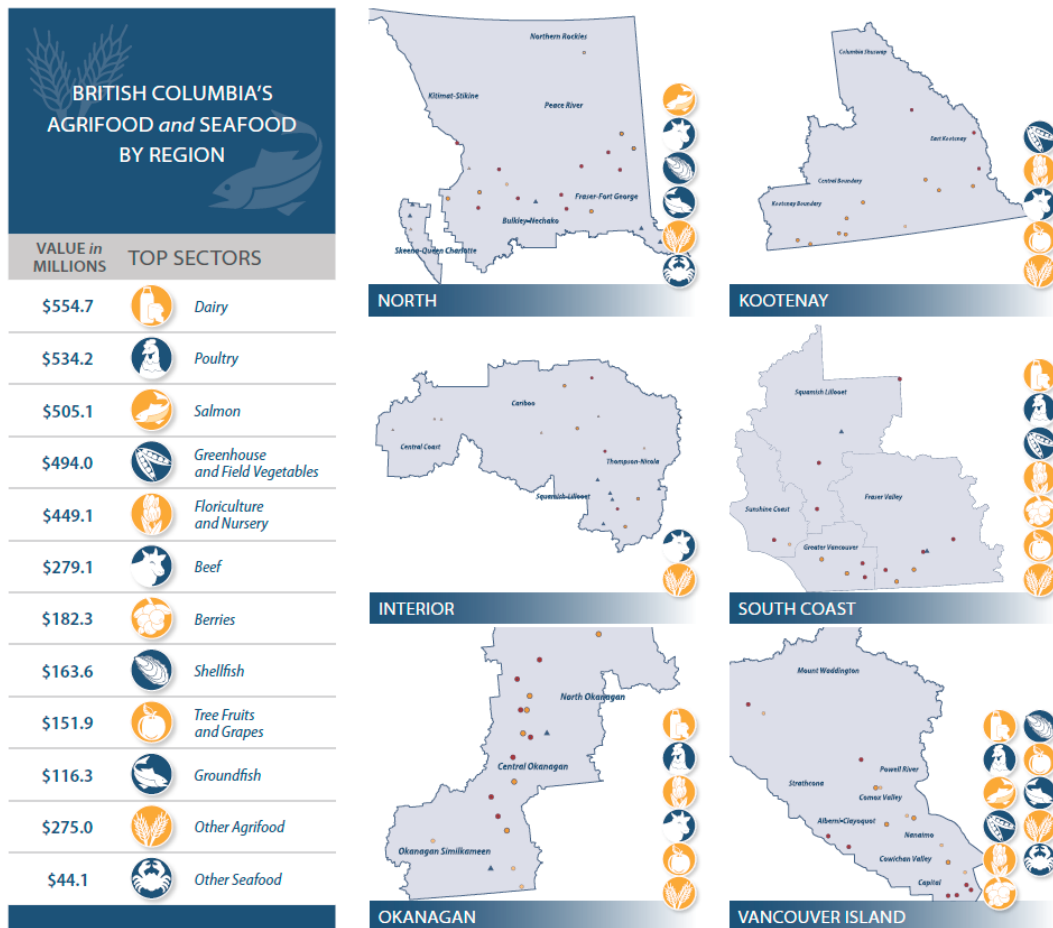 BRITISH COLUMBIA'S
AGRIFOOD and SEAFOOD
BY REGION
VALUE in
MILLIONS
TOP SECTORS
$554.7 Dairy
$534.2 Poultry
$505.1 Salmon
$494.0 Greenhouse
and Field Vegetables
$449.1 Floriculture
and Nursery
$279.1 Beef
$182.3 Berries
$163.6 Shellfish
$151.9 Tree Fruits
and Grapes
$116.3 Groundfish
$275.0 Other Agrifood
$44.1 Other Seafood
Northern Rockies
Kitimat-Stikine
Peace River
Fraser-Fort George
Bulkley-Nechako
Skeena-Queen Charlotte
NORTH
Columbia Shuswap
East Kootenay
Central Boundary
Kootenay Boundary
KOOTENAY
Cariboo
Central Coast
Thompson-Nicola
Squamish-Lillooet
INTERIOR
Squamish Lillooet
Fraser Valley
Sunshine Coast
Greater Vancouver
SOUTH COAST
North Okanagan
Central Okanagan
Okanagan Similkameen
OKANAGAN
Mount Waddington
Powell River
Strathcona
Comox Valley
Alberni-Clayoquot
Nanaimo
Cowichan Valley
Capital
VANCOUVER ISLAND